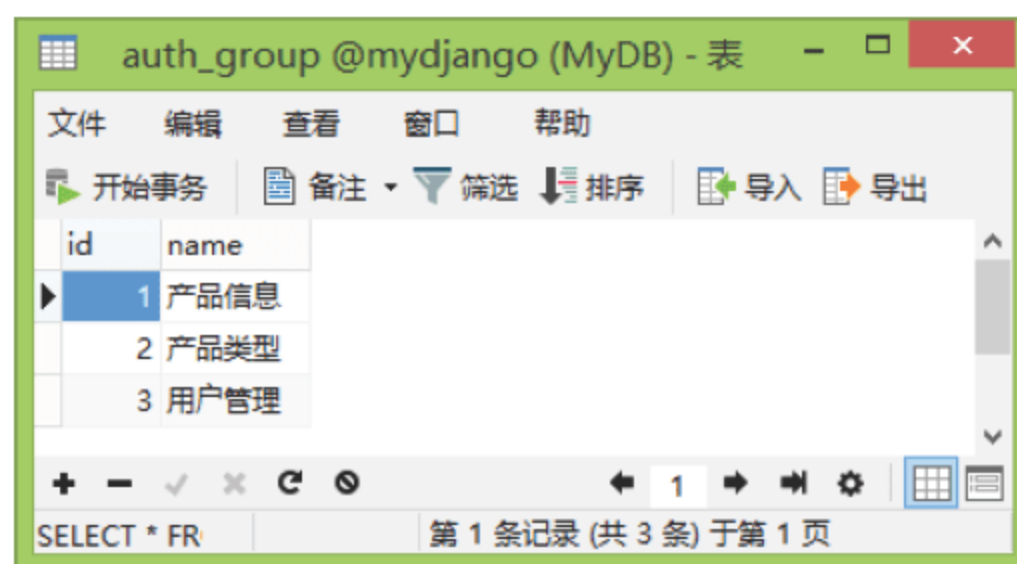 auth_group @mydjango (MyDB) - 表
文件 编辑 查看 窗口 帮助
开始事务 备注 筛选 排序 导入 导出
id name
1 产品信息
2 产品类型
3 用户管理
1
SELECT * FR 第 1 条记录 (共 3 条) 于第 1 页